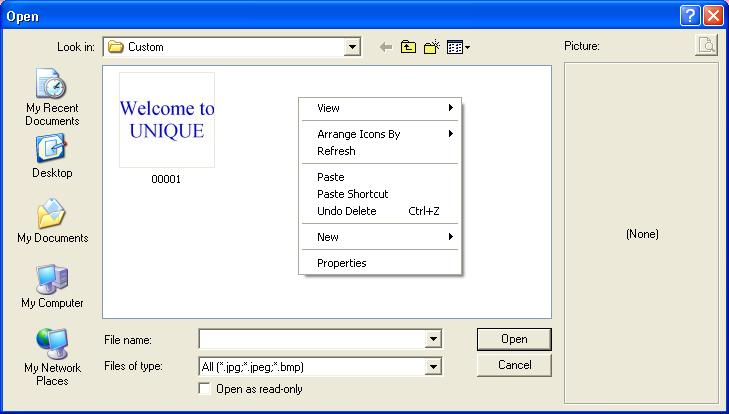 Open
Look in:
Custom
Picture:
My Recent
Documents
Desktop
My Documents
My Computer
My Network
Places
Welcome to
UNIQUE
00001
View
Arrange Icons By
Refresh
Paste
Paste Shortcut
Undo Delete Ctrl+Z
New
Properties
(None)
File name:
Open
Files of type:
All (*.jpg;*.jpeg;*.bmp)
Cancel
Open as read-only